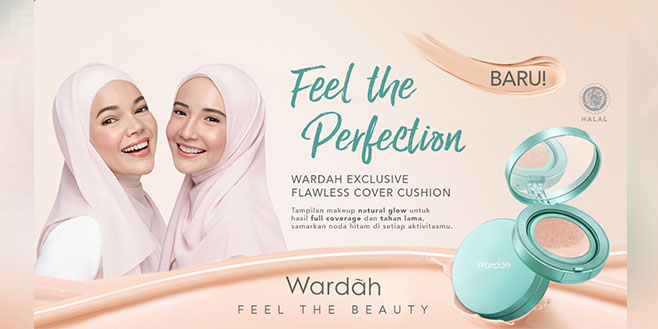 Feel the
Perfection
BARU!
HALAL
WARDAH EXCLUSIVE
FLAWLESS COVER CUSHION
Tampilan makeup natural glow untuk
hasil full coverage dan tahan lama,
samarkan noda hitam di setiap aktivitasmu.
Wardah
Wardah
FEEL THE BEAUTY